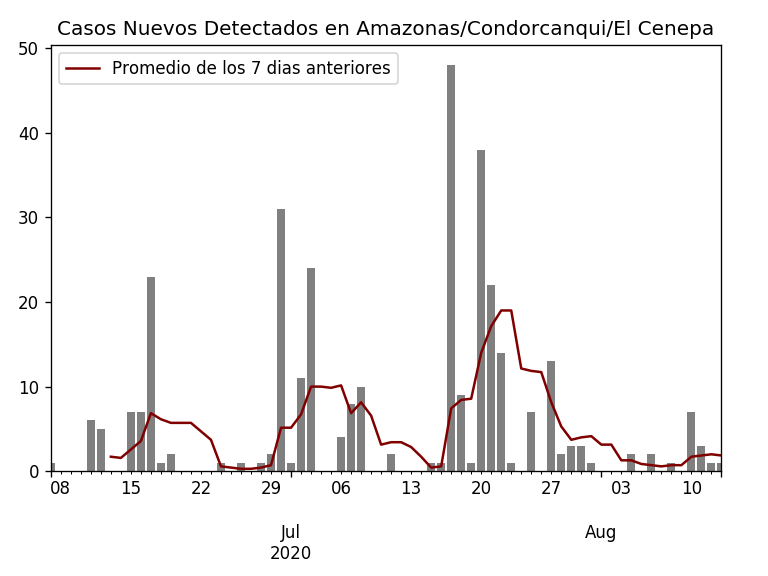 Casos Nuevos Detectados en Amazonas/Condorcanqui/El Cenepa
Promedio de los 7 dias anteriores
50
40
30
20
10
0
08 15 22 29 06 13 20 27 03 10
Jul Aug
2020